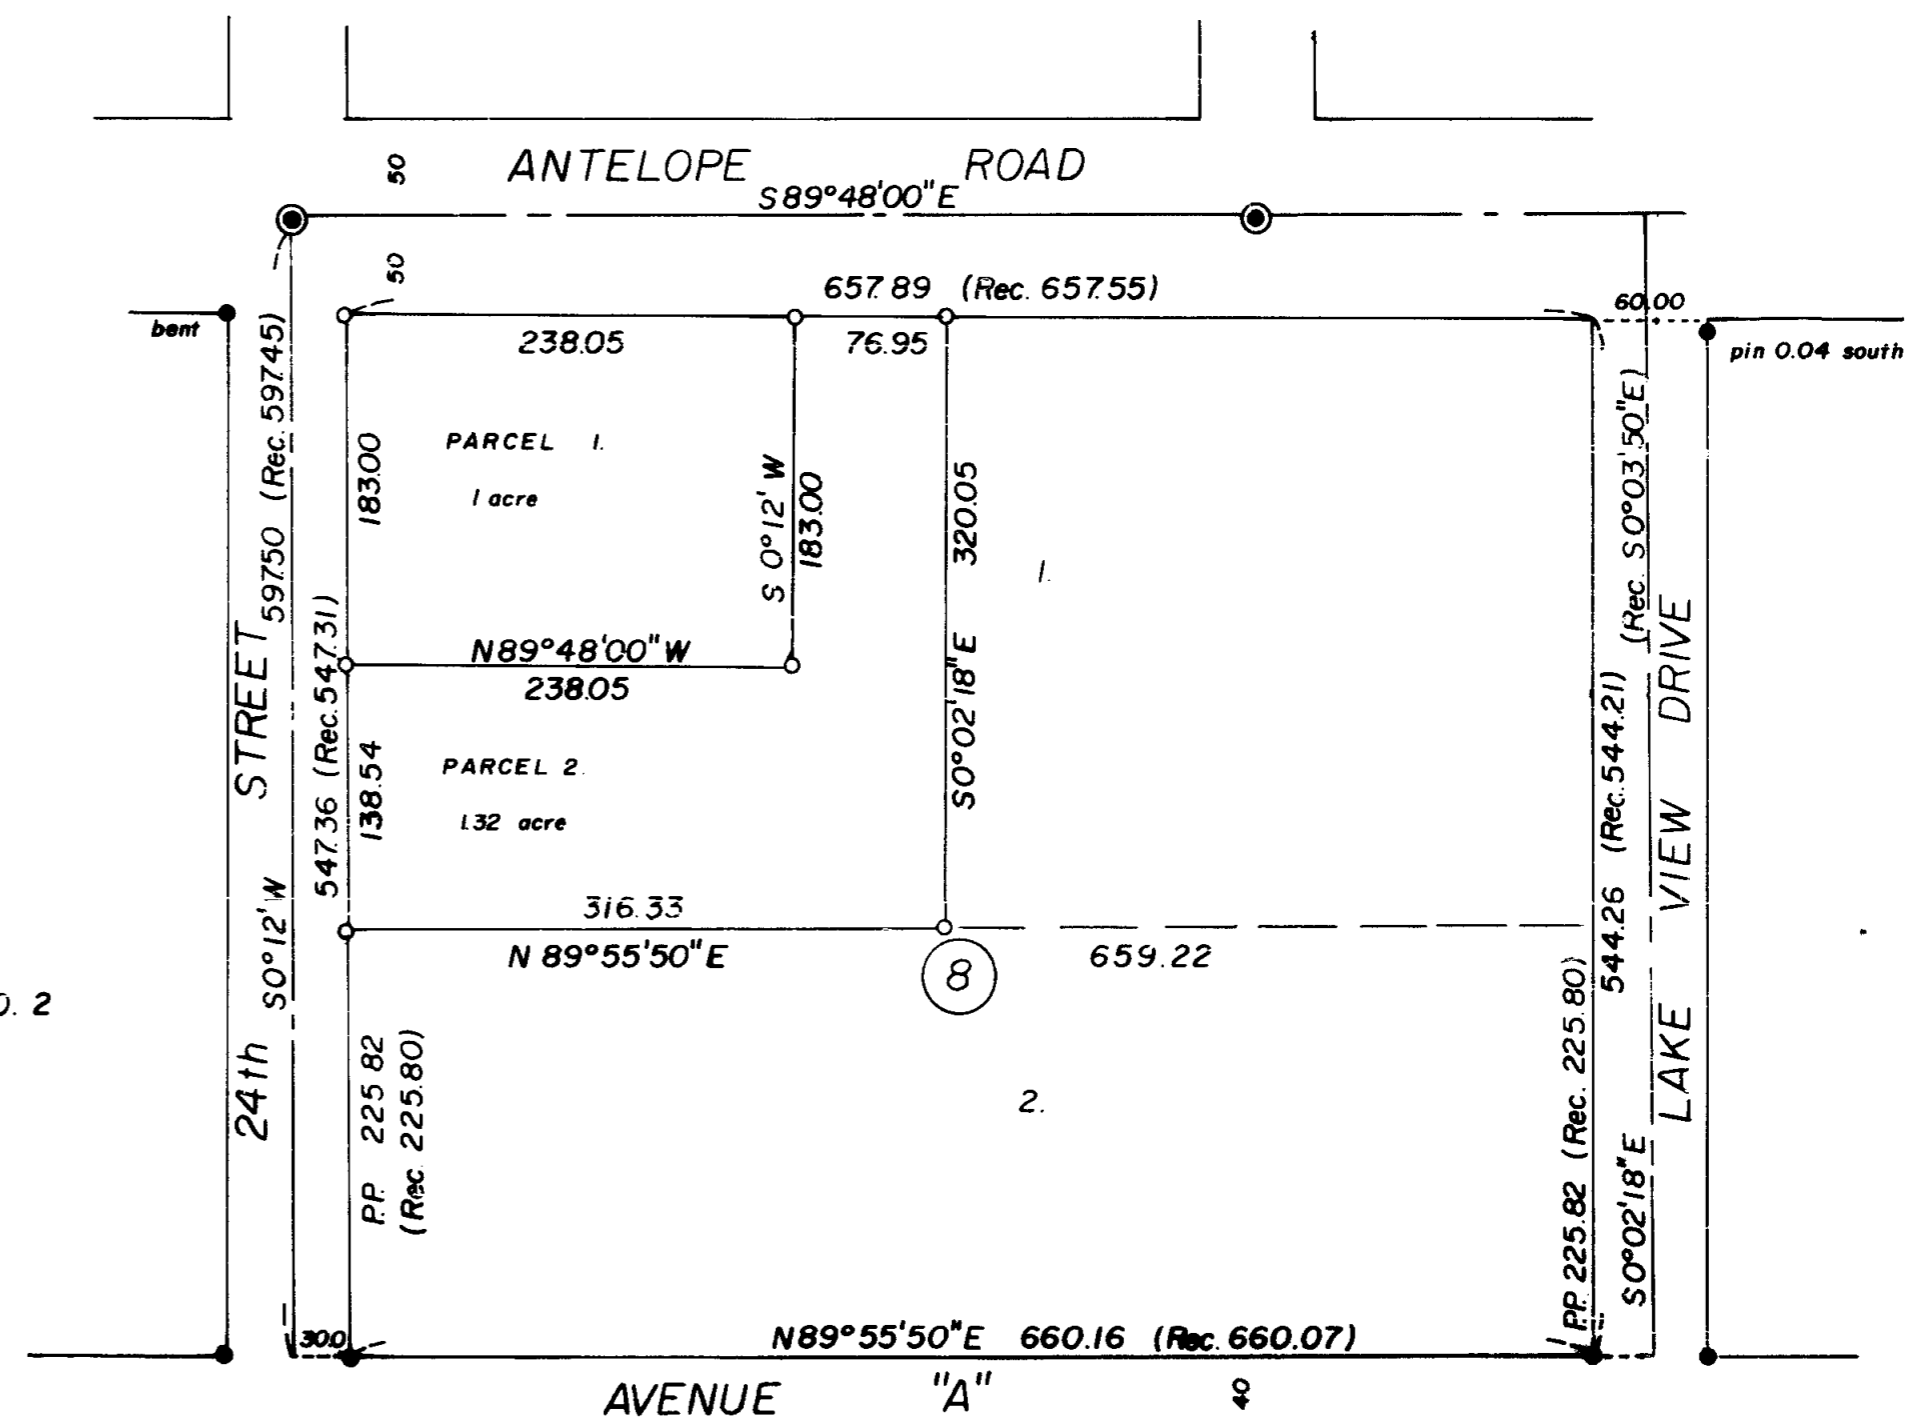 ANTELOPE ROAD
50
S89°48'00"E
50
657.89 (Rec. 657.55)
60.00
bent
238.05
76.95
pin 0.04 south
PARCEL 1.
1 acre
183.00
S 0°12' W
183.00
320.05
S0°02'18"E
1.
N89°48'00"W
238.05
597.50 (Rec. 597.45)
24th STREET
S0°12'W
547.36 (Rec. 547.31)
138.54
PARCEL 2.
1.32 acre
316.33
N 89°55'50"E
8
659.22
(Rec. S0°03'50"E)
544.26 (Rec. 544.21)
LAKE VIEW DRIVE
S0°02'18"E
P.P. 225.82 (Rec. 225.80)
2
P.P. 225.82
(Rec. 225.80)
2.
30.0
N89°55'50"E 660.16 (Rec. 660.07)
AVENUE "A"
40